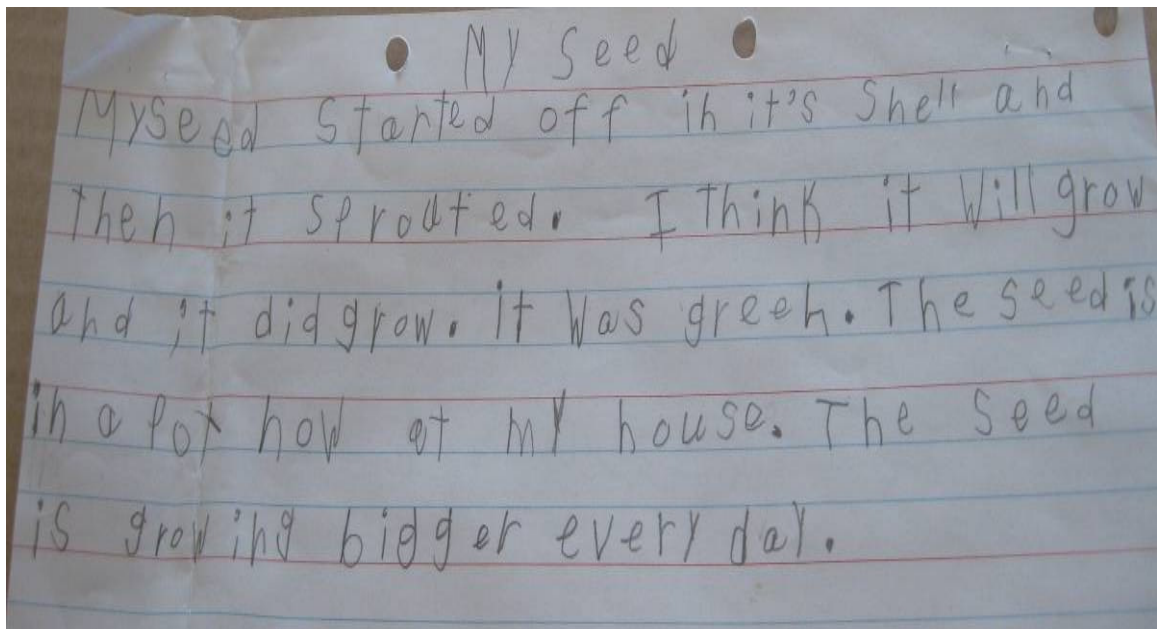 My Seed
My Seed Started off in it's Shell and
then it Sprouted. I think it will grow
and it did grow. it was green. The seed is
in a pot now at my house. The Seed
is growing bigger every day.